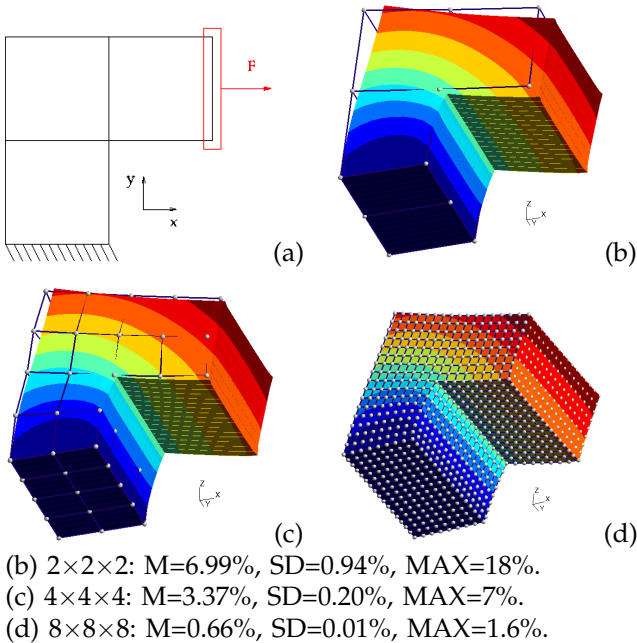 F
y
x
(a)
Z
X
Y
(b)
Z
X
Y
(c)
Z
X
Y
(d)
(b) 2×2×2: M=6.99%, SD=0.94%, MAX=18%.
(c) 4×4×4: M=3.37%, SD=0.20%, MAX=7%.
(d) 8×8×8: M=0.66%, SD=0.01%, MAX=1.6%.